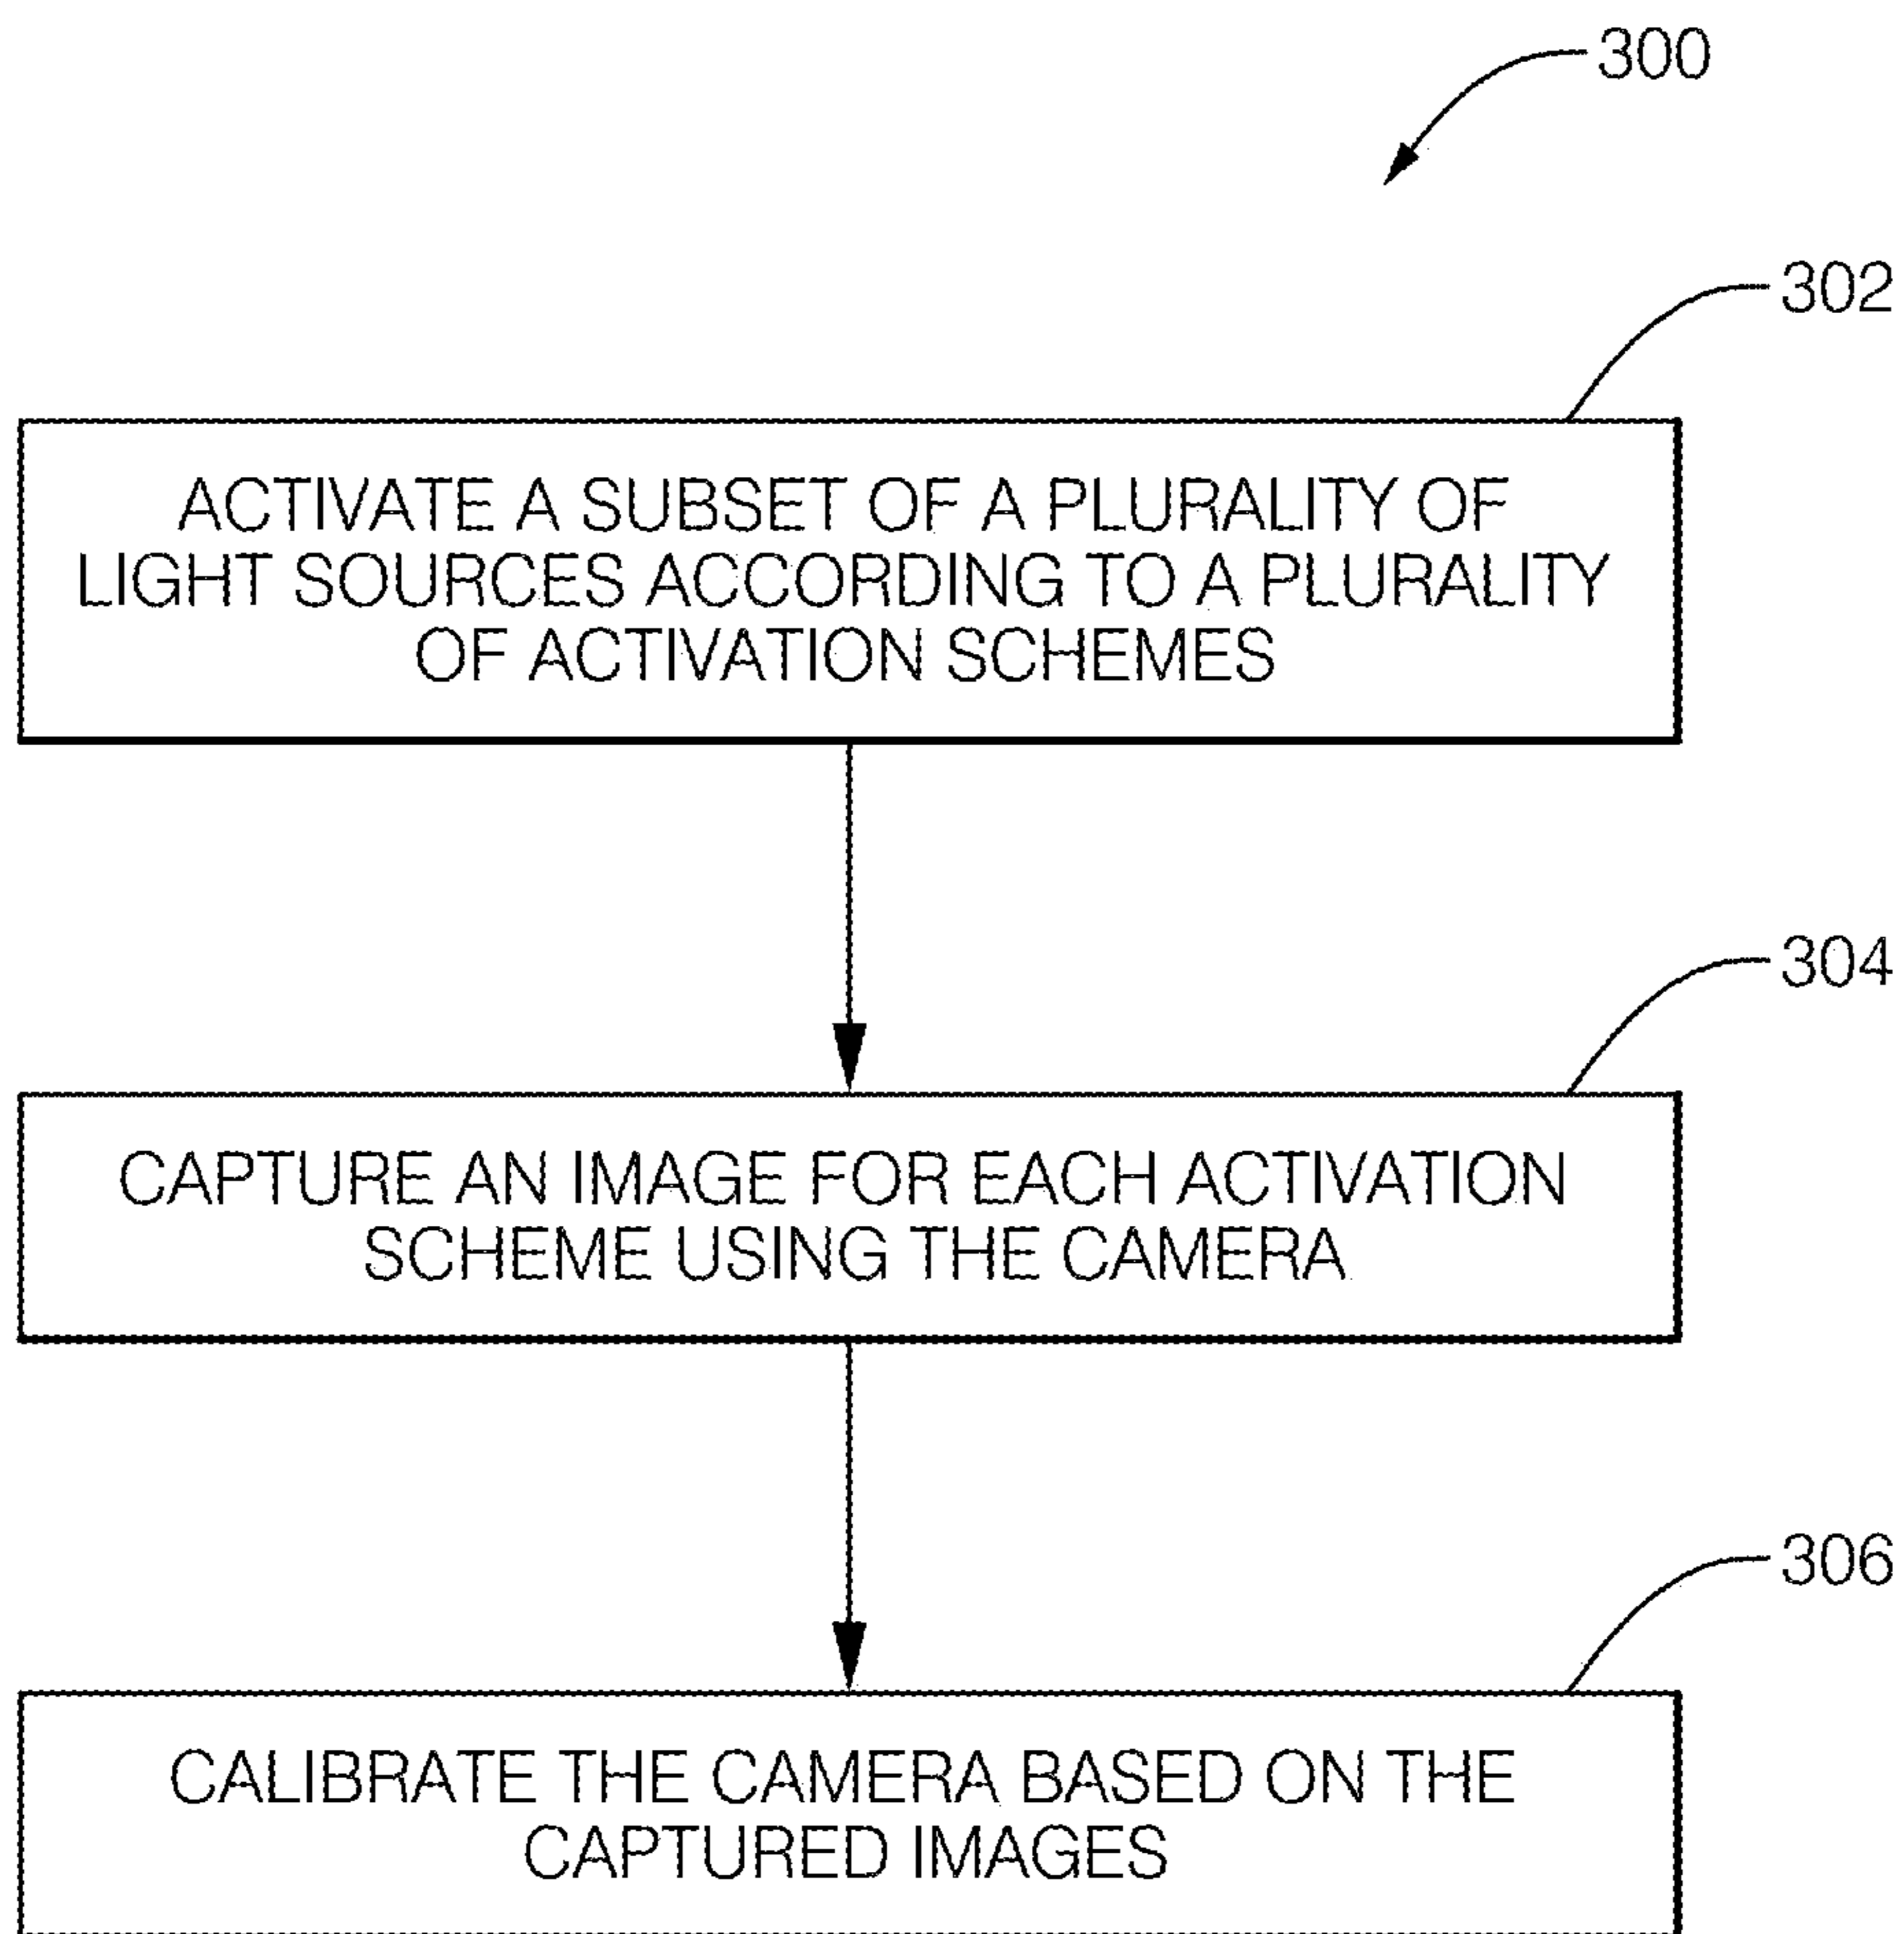 300
302
ACTIVATE A SUBSET OF A PLURALITY OF
LIGHT SOURCES ACCORDING TO A PLURALITY
OF ACTIVATION SCHEMES
304
CAPTURE AN IMAGE FOR EACH ACTIVATION
SCHEME USING THE CAMERA
306
CALIBRATE THE CAMERA BASED ON THE
CAPTURED IMAGES